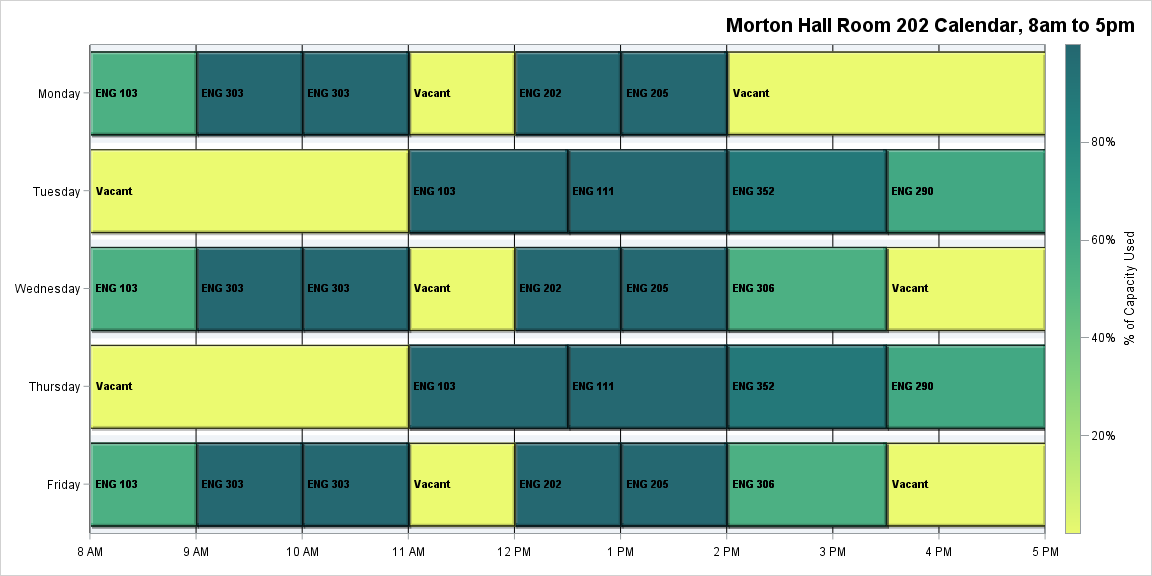 Morton Hall Room 202 Calendar, 8am to 5pm
Monday
ENG 103
ENG 303
ENG 303
Vacant
ENG 202
ENG 205
Vacant
Tuesday
Vacant
ENG 103
ENG 111
ENG 352
ENG 290
Wednesday
ENG 103
ENG 303
ENG 303
Vacant
ENG 202
ENG 205
ENG 306
Vacant
Thursday
Vacant
ENG 103
ENG 111
ENG 352
ENG 290
Friday
ENG 103
ENG 303
ENG 303
Vacant
ENG 202
ENG 205
ENG 306
Vacant
8 AM
9 AM
10 AM
11 AM
12 PM
1 PM
2 PM
3 PM
4 PM
5 PM
80%
60%
40%
20%
% of Capacity Used